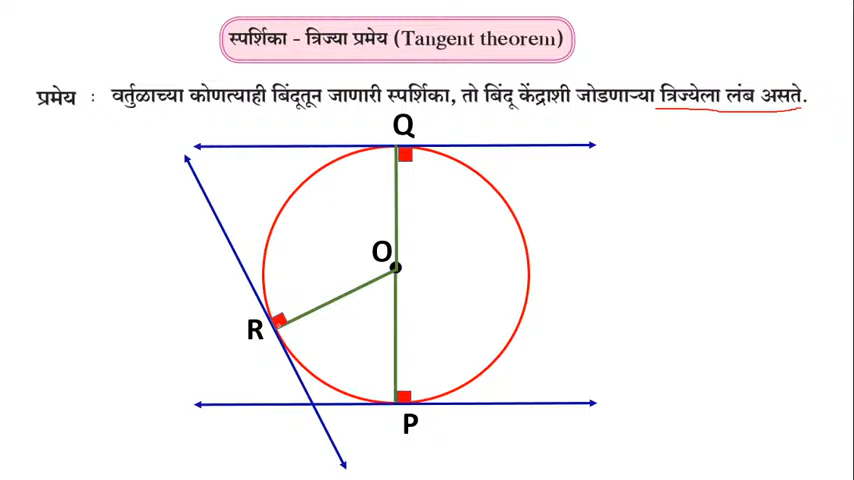 स्पर्शिका - त्रिज्या प्रमेय (Tangent theorem)
प्रमेय : वर्तुळाच्या कोणत्याही बिंदूतून जाणारी स्पर्शिका, तो बिंदू केंद्राशी जोडणाऱ्या त्रिज्येला लंब असते.
Q
O
R
P